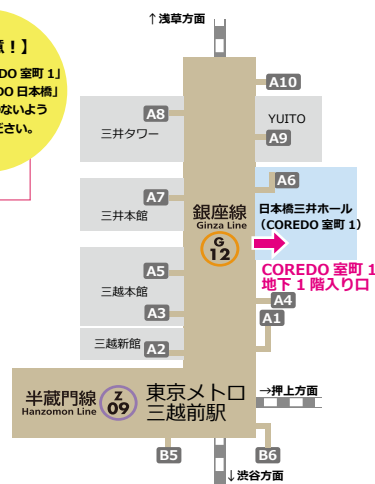 ↑浅草方面
意！】
EDO 室町 1」
DO 日本橋」
のないよう
ださい。
A10
A8
三井タワー
YUITO
A9
A6
A7
三井本館
銀座線
Ginza Line
G
12
日本橋三井ホール
（COREDO 室町 1）
COREDO 室町 1
地下 1 階入り口
A5
三越本館
A3
A4
A1
三越新館
A2
半蔵門線
Hanzomon Line
Z
09
東京メトロ
三越前駅
→押上方面
B5
B6
↓渋谷方面